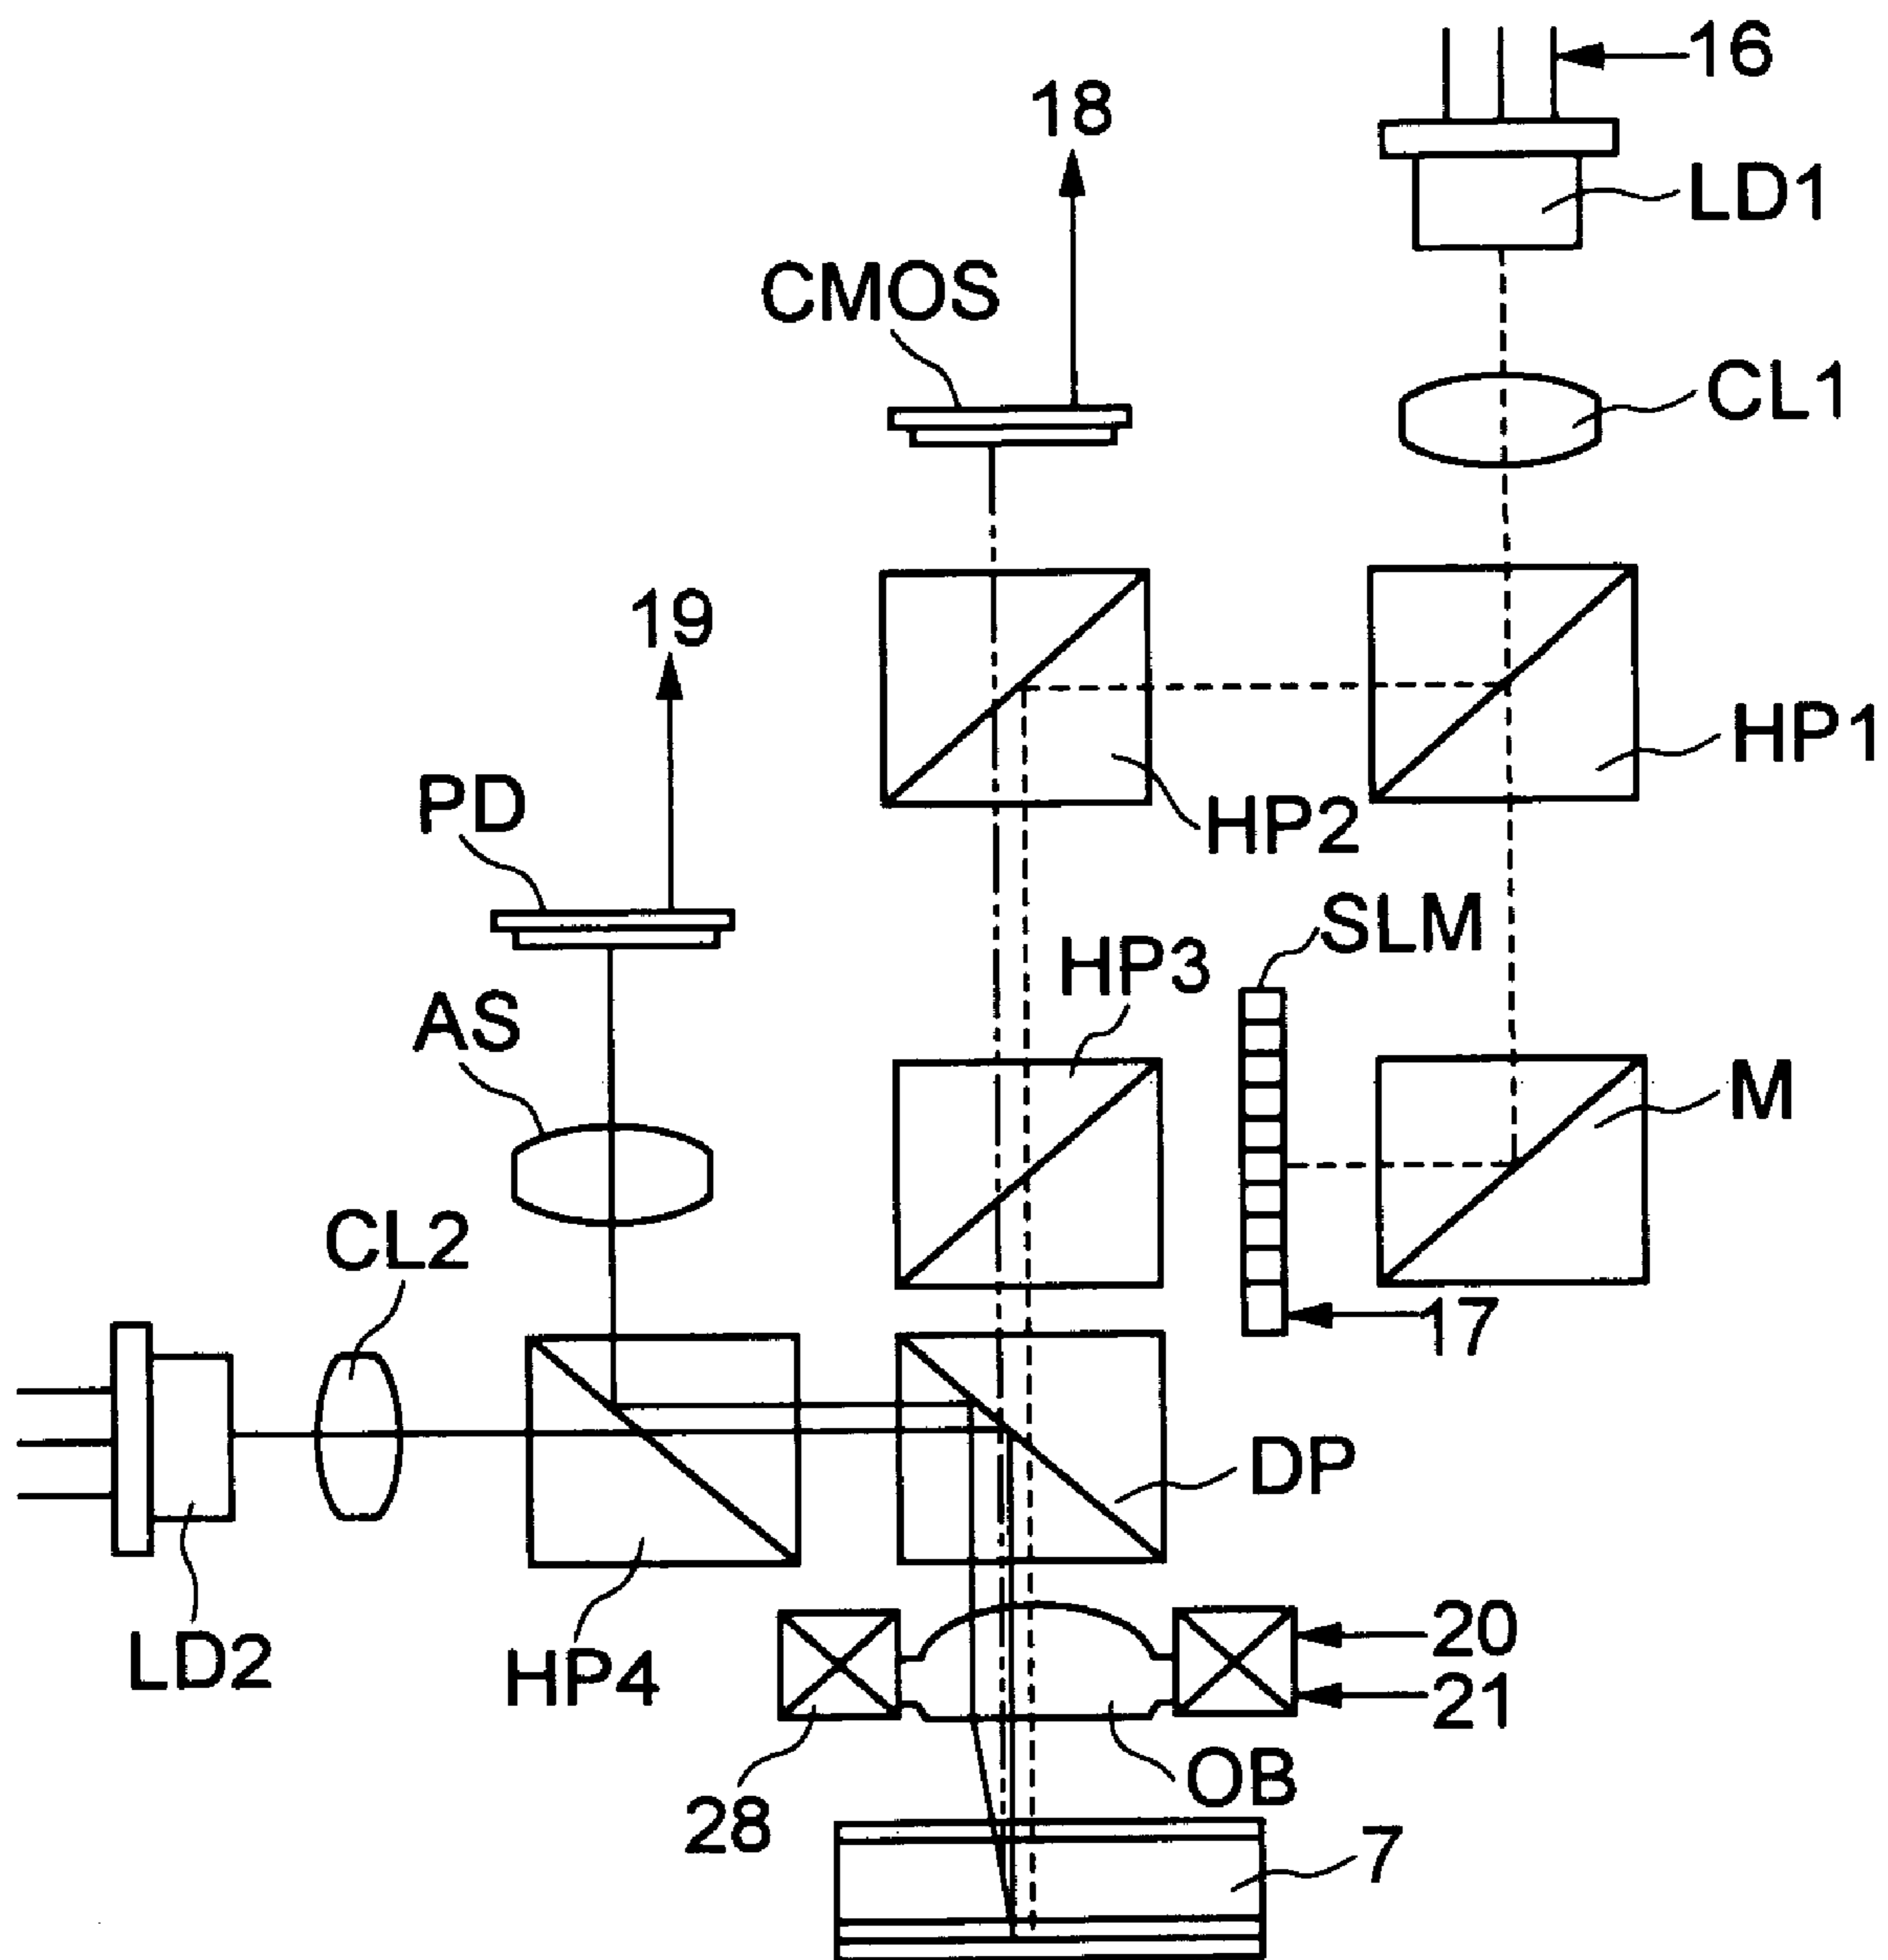 16
18
LD1
CMOS
CL1
19
HP1
PD
HP2
SLM
HP3
AS
M
CL2
17
DP
LD2
HP4
20
21
28
OB
7